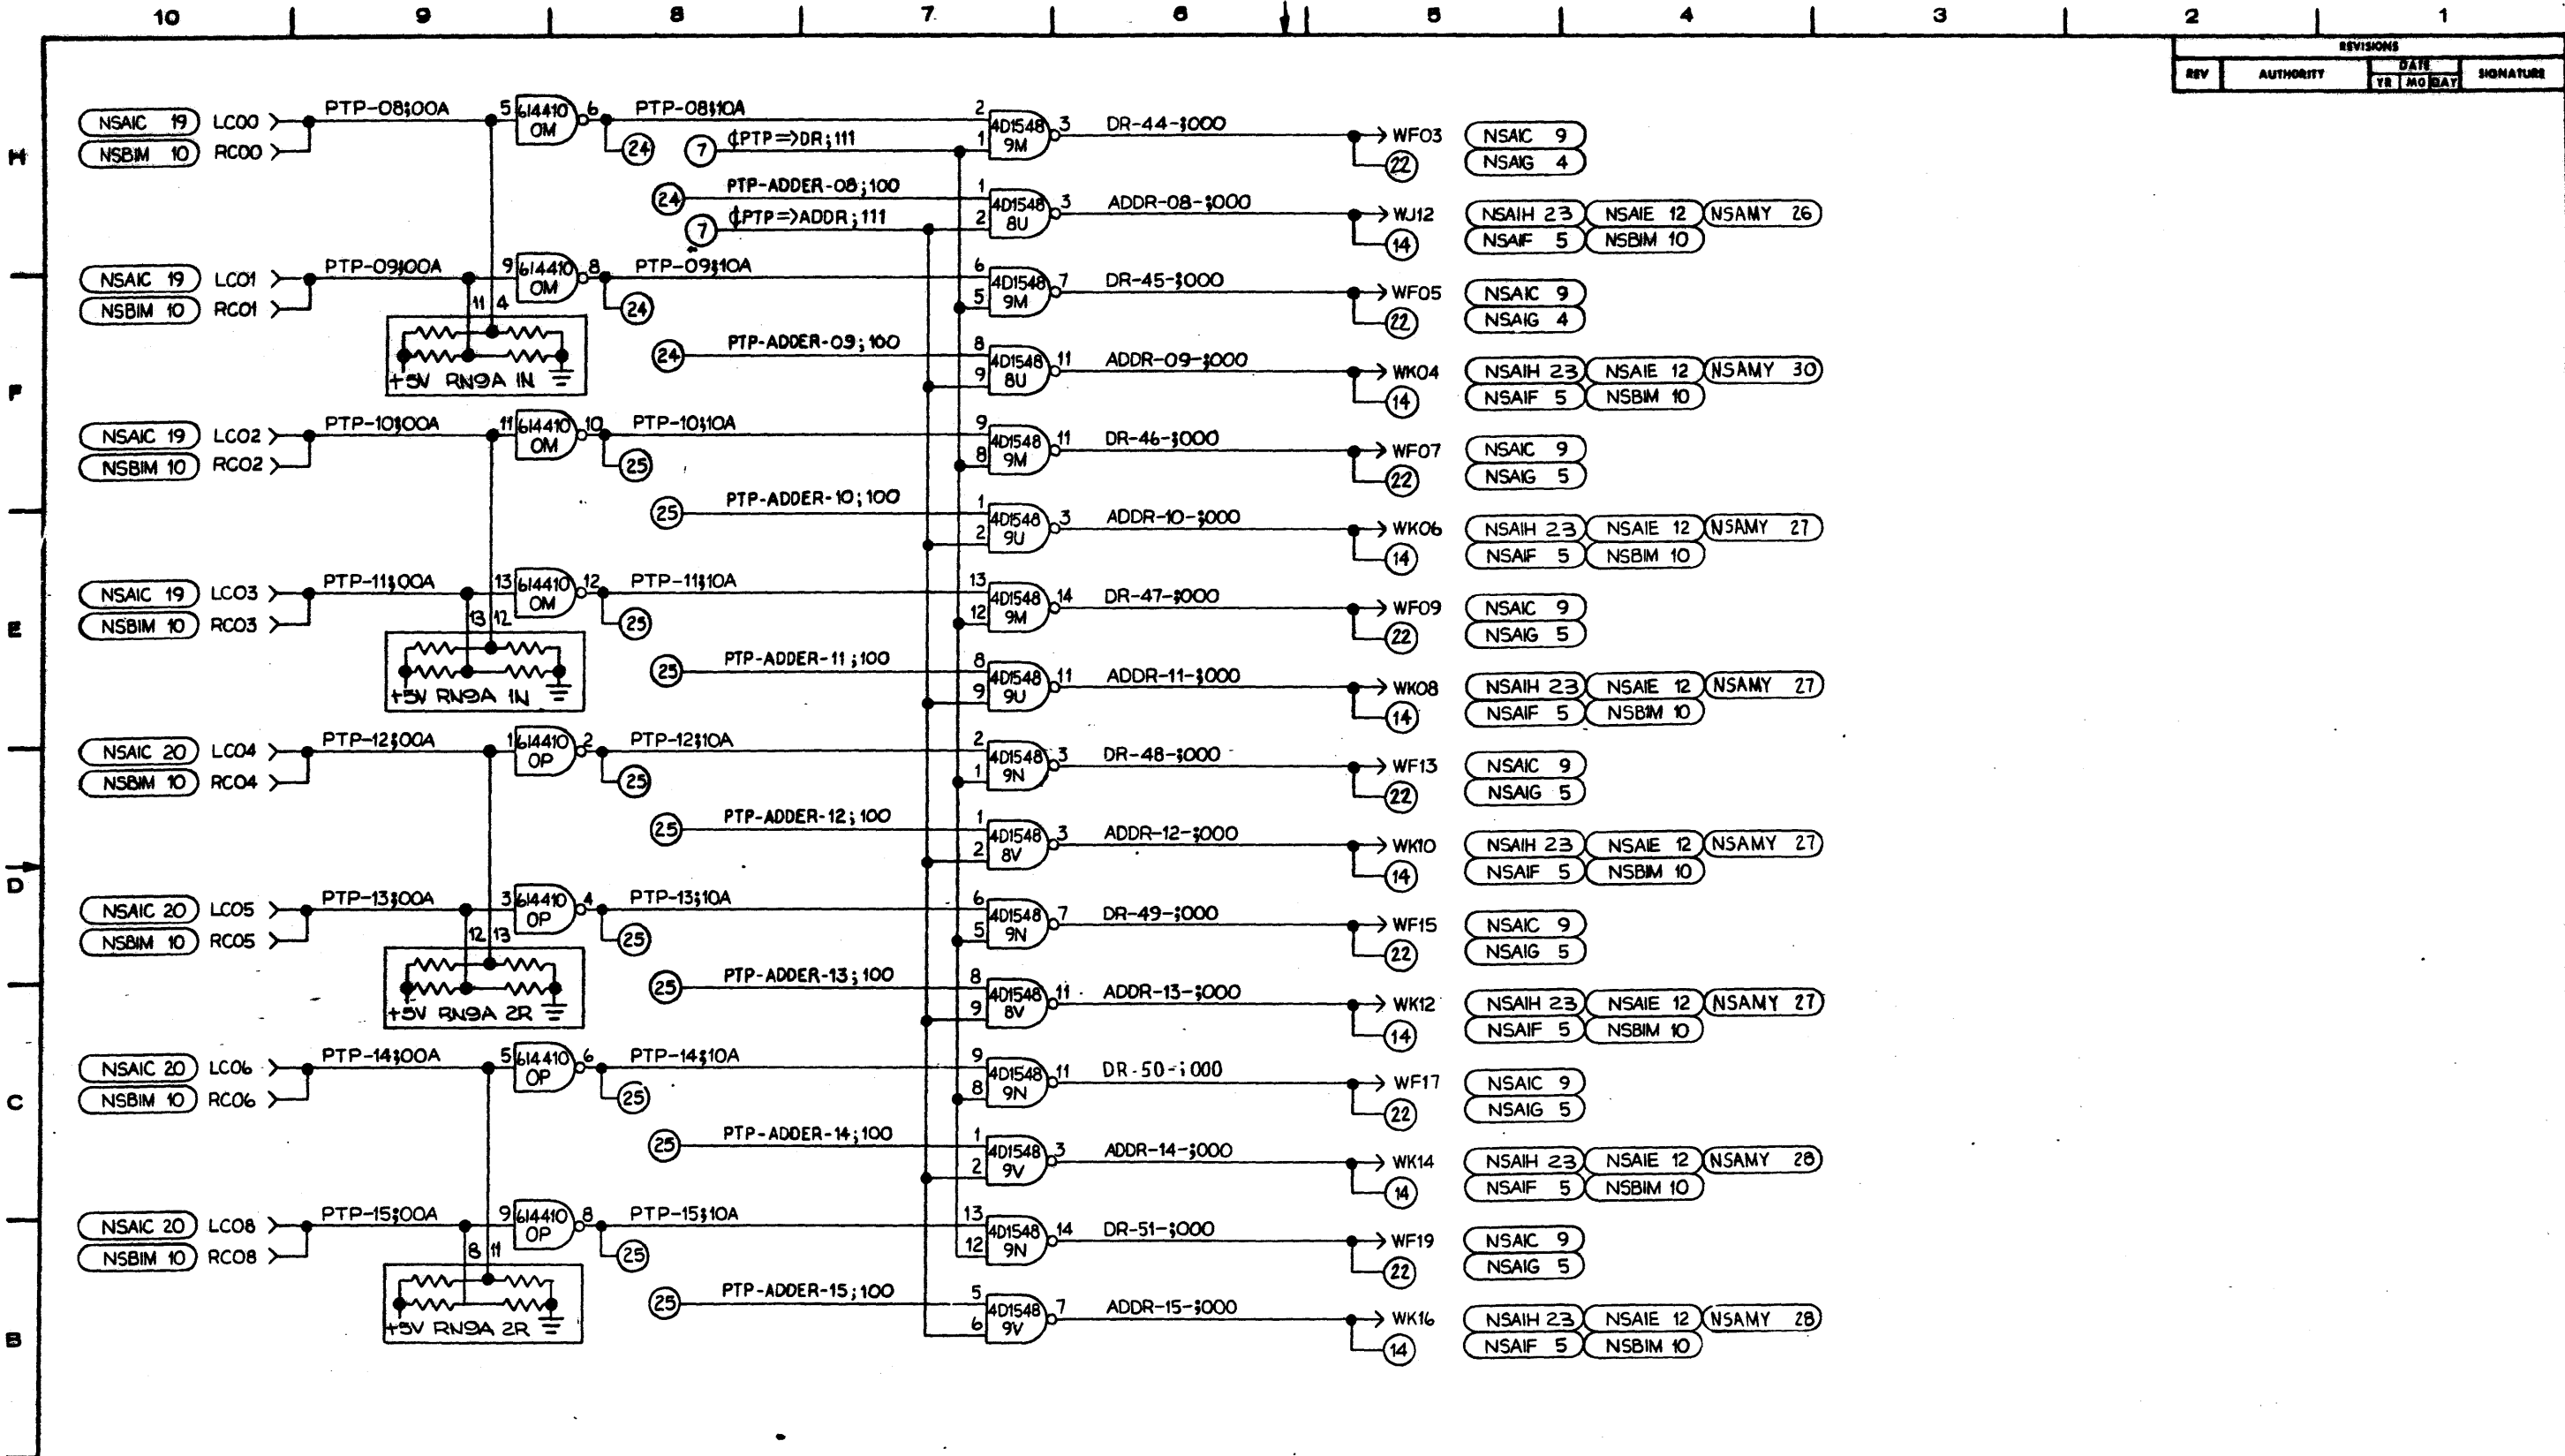 10 9 8 7 6 5 4 3 2 1
REVISIONS
REV AUTHORITY DATE YR MO DAY SIGNATURE
H
F
E
D
C
B
NSAIC 19 LC00 PTP-08;00A 5 614410 0M 6 PTP-08;10A 2 4D1548 9M 3 DR-44-;000 WF03 NSAIC 9
NSBIM 10 RC00 24 7 ₵PTP=>DR;111 1 22 NSAIG 4
24 PTP-ADDER-08;100 1 4D1548 8U 3 ADDR-08-;000 WJ12 NSAIH 23 NSAIE 12 NSAMY 26
7 ₵PTP=>ADDR;111 2 14 NSAIF 5 NSBIM 10
NSAIC 19 LC01 PTP-09;00A 9 614410 0M 8 PTP-09;10A 6 4D1548 9M 7 DR-45-;000 WF05 NSAIC 9
NSBIM 10 RC01 11 4 24 5 22 NSAIG 4
+5V RN9A 1N
24 PTP-ADDER-09;100 8 4D1548 8U 11 ADDR-09-;000 WK04 NSAIH 23 NSAIE 12 NSAMY 30
9 14 NSAIF 5 NSBIM 10
NSAIC 19 LC02 PTP-10;00A 11 614410 0M 10 PTP-10;10A 9 4D1548 9M 11 DR-46-;000 WF07 NSAIC 9
NSBIM 10 RC02 25 8 22 NSAIG 5
25 PTP-ADDER-10;100 1 4D1548 9U 3 ADDR-10-;000 WK06 NSAIH 23 NSAIE 12 NSAMY 27
2 14 NSAIF 5 NSBIM 10
NSAIC 19 LC03 PTP-11;00A 13 614410 0M 12 PTP-11;10A 13 4D1548 9M 14 DR-47-;000 WF09 NSAIC 9
NSBIM 10 RC03 13 12 25 12 22 NSAIG 5
+5V RN9A 1N
25 PTP-ADDER-11;100 8 4D1548 9U 11 ADDR-11-;000 WK08 NSAIH 23 NSAIE 12 NSAMY 27
9 14 NSAIF 5 NSBIM 10
NSAIC 20 LC04 PTP-12;00A 1 614410 0P 2 PTP-12;10A 2 4D1548 9N 3 DR-48-;000 WF13 NSAIC 9
NSBIM 10 RC04 25 1 22 NSAIG 5
25 PTP-ADDER-12;100 1 4D1548 8V 3 ADDR-12-;000 WK10 NSAIH 23 NSAIE 12 NSAMY 27
2 14 NSAIF 5 NSBIM 10
NSAIC 20 LC05 PTP-13;00A 3 614410 0P 4 PTP-13;10A 6 4D1548 9N 7 DR-49-;000 WF15 NSAIC 9
NSBIM 10 RC05 12 13 25 5 22 NSAIG 5
+5V RN9A 2R
25 PTP-ADDER-13;100 8 4D1548 8V 11 ADDR-13-;000 WK12 NSAIH 23 NSAIE 12 NSAMY 27
9 14 NSAIF 5 NSBIM 10
NSAIC 20 LC06 PTP-14;00A 5 614410 0P 6 PTP-14;10A 9 4D1548 9N 11 DR-50-;000 WF17 NSAIC 9
NSBIM 10 RC06 25 8 22 NSAIG 5
25 PTP-ADDER-14;100 1 4D1548 9V 3 ADDR-14-;000 WK14 NSAIH 23 NSAIE 12 NSAMY 28
2 14 NSAIF 5 NSBIM 10
NSAIC 20 LC08 PTP-15;00A 9 614410 0P 8 PTP-15;10A 13 4D1548 9N 14 DR-51-;000 WF19 NSAIC 9
NSBIM 10 RC08 8 11 25 12 22 NSAIG 5
+5V RN9A 2R
25 PTP-ADDER-15;100 5 4D1548 9V 7 ADDR-15-;000 WK16 NSAIH 23 NSAIE 12 NSAMY 28
6 14 NSAIF 5 NSBIM 10